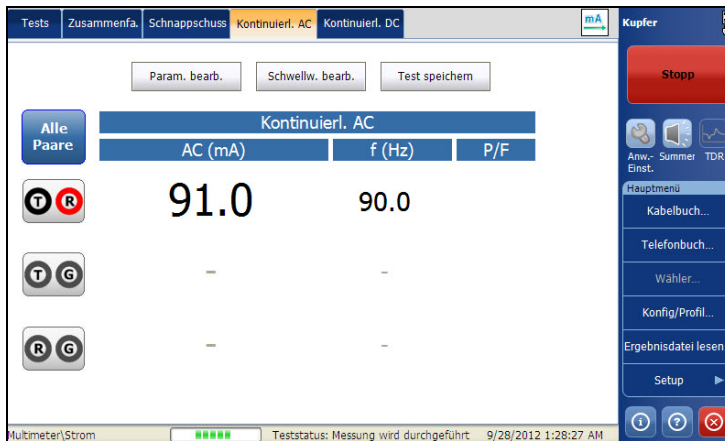 Tests Zusammenfa. Schnappschuss Kontinuierl. AC Kontinuierl. DC mA Kupfer
Param. bearb. Schwellw. bearb. Test speichern Stopp
Alle Paare
Kontinuierl. AC
AC (mA) f (Hz) P/F
Anw.-Einst. Summer TDR
T R 91.0 90.0
T G - -
R G - -
Hauptmenü
Kabelbuch...
Telefonbuch...
Wähler...
Konfig/Profil...
Ergebnisdatei lesen
Setup
Multimeter\Strom Teststatus: Messung wird durchgeführt 9/28/2012 1:28:27 AM